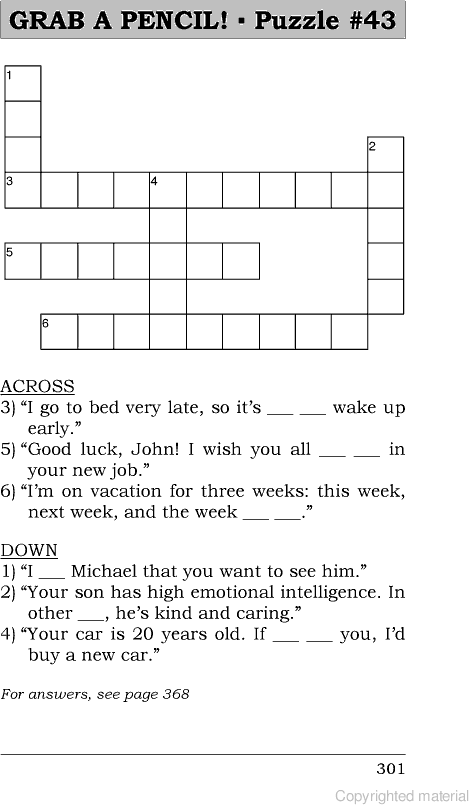 GRAB A PENCIL! ▪ Puzzle #43
1
2
3
4
5
6
ACROSS
3) “I go to bed very late, so it’s ___ ___ wake up
early.”
5) “Good luck, John! I wish you all ___ ___ in
your new job.”
6) “I’m on vacation for three weeks: this week,
next week, and the week ___ ___.”
DOWN
1) “I ___ Michael that you want to see him.”
2) “Your son has high emotional intelligence. In
other ___, he’s kind and caring.”
4) “Your car is 20 years old. If ___ ___ you, I’d
buy a new car.”
For answers, see page 368
301
Copyrighted material